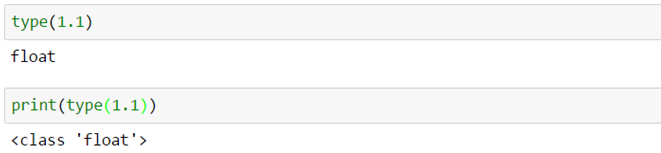 type(1.1)
float
print(type(1.1))
<class 'float'>